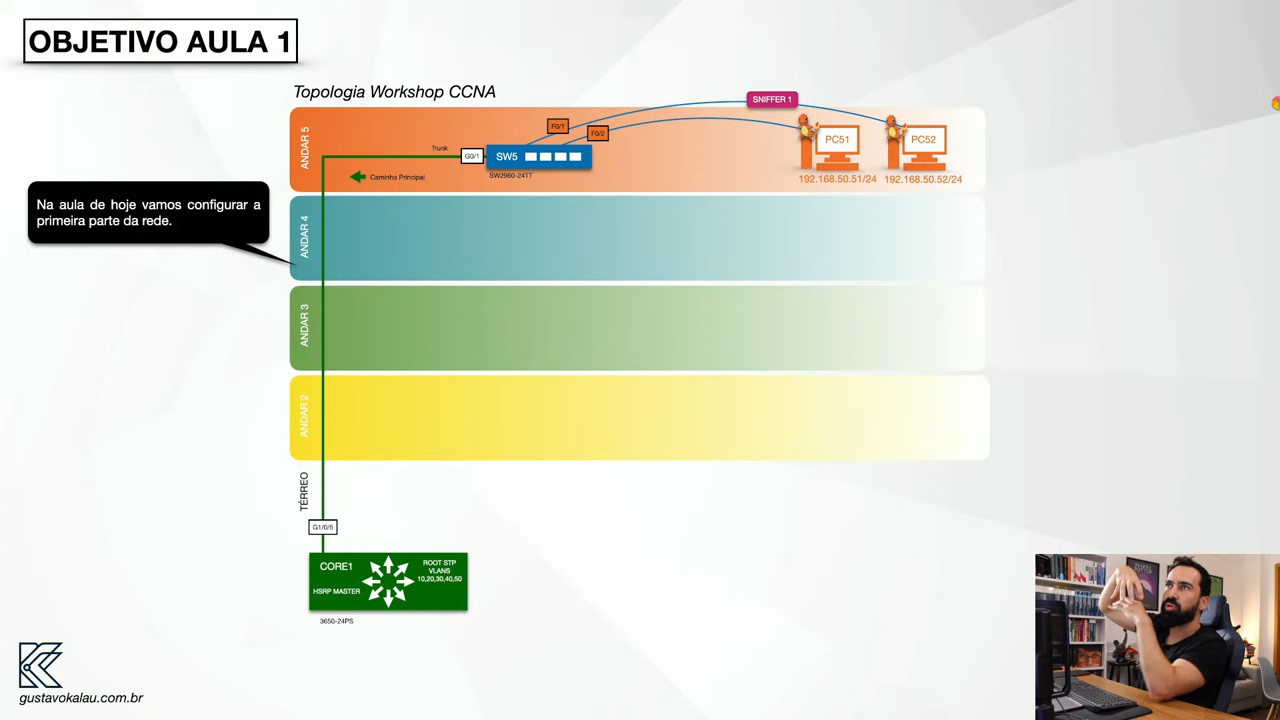 OBJETIVO AULA 1
Topologia Workshop CCNA
SNIFFER 1
ANDAR 5
Trunk
G0/1
SW5
SW2960-24TT
F0/1
F0/2
PC51
PC52
192.168.50.51/24
192.168.50.52/24
Caminho Principal
Na aula de hoje vamos configurar a
primeira parte da rede.
ANDAR 4
ANDAR 3
ANDAR 2
TÉRREO
G1/0/5
CORE1
HSRP MASTER
ROOT STP
VLANS
10,20,30,40,50
3650-24PS
gustavokalau.com.br